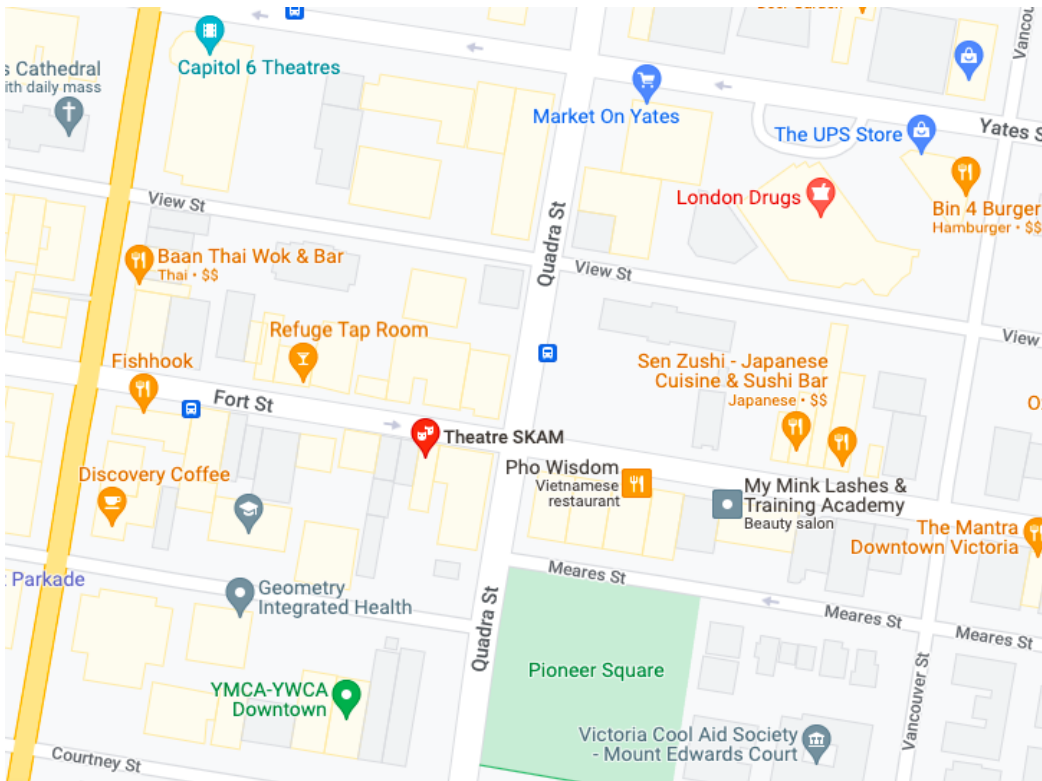 Capitol 6 Theatres
s Cathedral
ith daily mass
Market On Yates
The UPS Store
Yates S
Vancou
London Drugs
Bin 4 Burger
Hamburger • $$
View St
Quadra St
View St
View
Baan Thai Wok & Bar
Thai • $$
Refuge Tap Room
Fishhook
Fort St
Sen Zushi - Japanese
Cuisine & Sushi Bar
Japanese • $$
O
Theatre SKAM
Discovery Coffee
Pho Wisdom
Vietnamese
restaurant
My Mink Lashes &
Training Academy
Beauty salon
The Mantra
Downtown Victoria
Parkade
Geometry
Integrated Health
Meares St
Meares St
Meares St
Quadra St
Pioneer Square
Vancouver St
YMCA-YWCA
Downtown
Victoria Cool Aid Society
- Mount Edwards Court
Courtney St